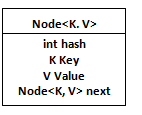 Node<K. V>
int hash
K Key
V Value
Node<K, V> next